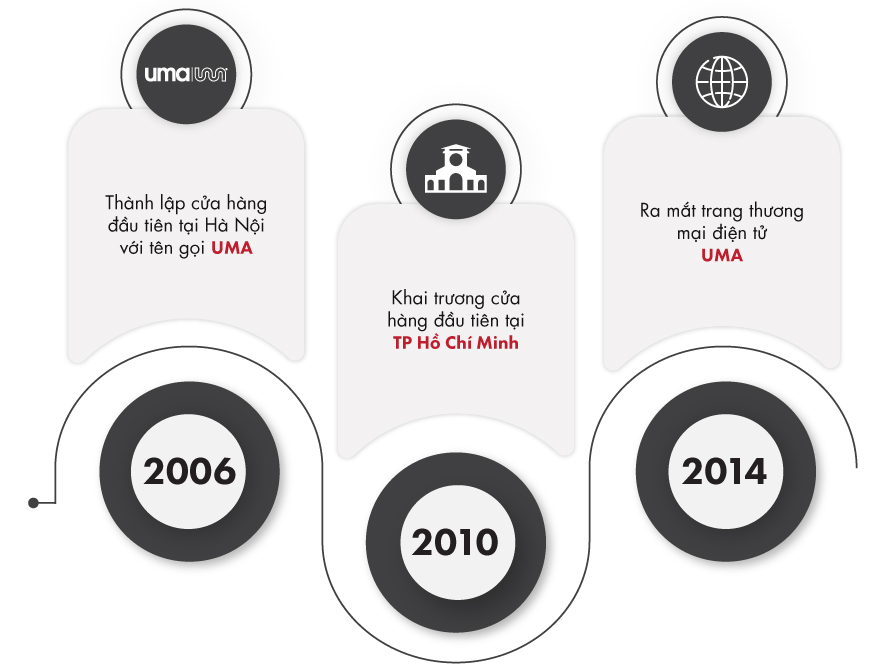 uma
Thành lập cửa hàng
đầu tiên tại Hà Nội
với tên gọi UMA
2006
Khai trương cửa
hàng đầu tiên tại
TP Hồ Chí Minh
2010
Ra mắt trang thương
mại điện tử
UMA
2014